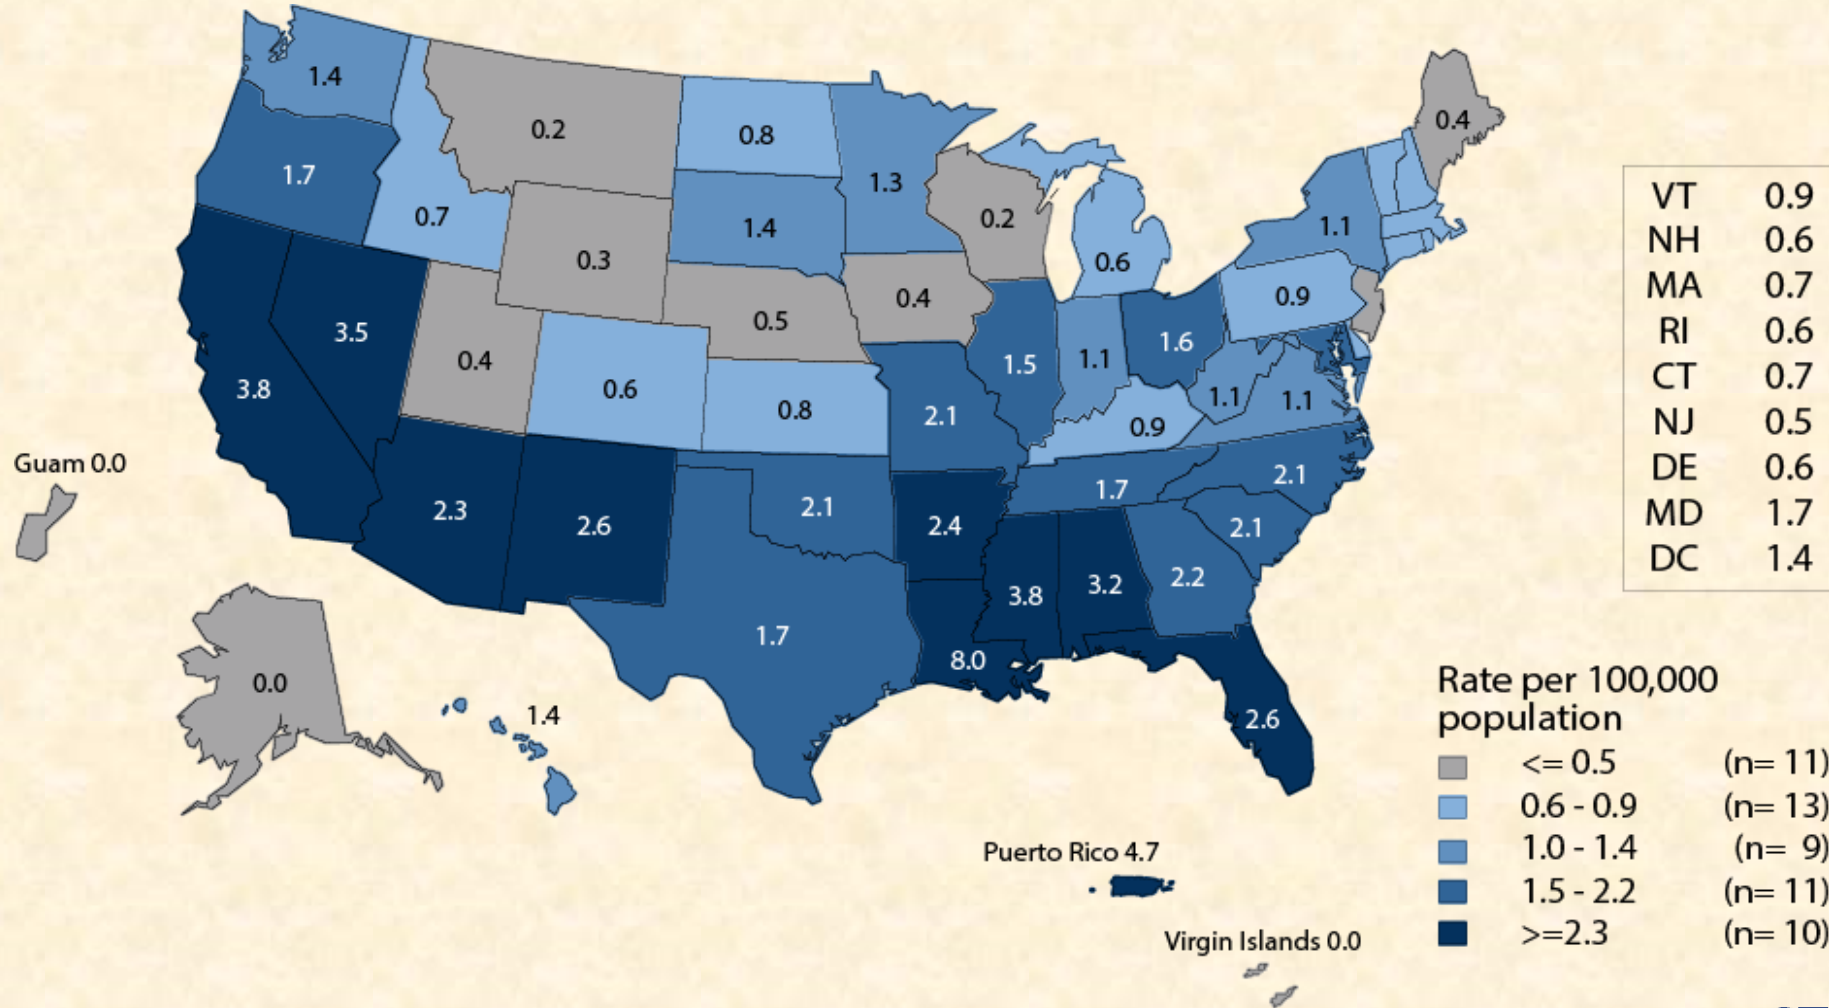 1.4
0.2
0.8
1.3
0.4
1.7
0.7
1.4
0.2
1.1
0.6
0.3
0.5
0.4
0.9
3.5
0.4
1.6
1.5
1.1
3.8
0.6
0.8
2.1
1.1
1.1
0.9
Guam 0.0
2.3
2.6
2.1
2.4
1.7
2.1
2.1
3.8
3.2
2.2
1.7
8.0
2.6
0.0
1.4
Puerto Rico 4.7
Virgin Islands 0.0
VT 0.9
NH 0.6
MA 0.7
RI 0.6
CT 0.7
NJ 0.5
DE 0.6
MD 1.7
DC 1.4
Rate per 100,000
population
<= 0.5 (n= 11)
0.6 - 0.9 (n= 13)
1.0 - 1.4 (n= 9)
1.5 - 2.2 (n= 11)
>=2.3 (n= 10)